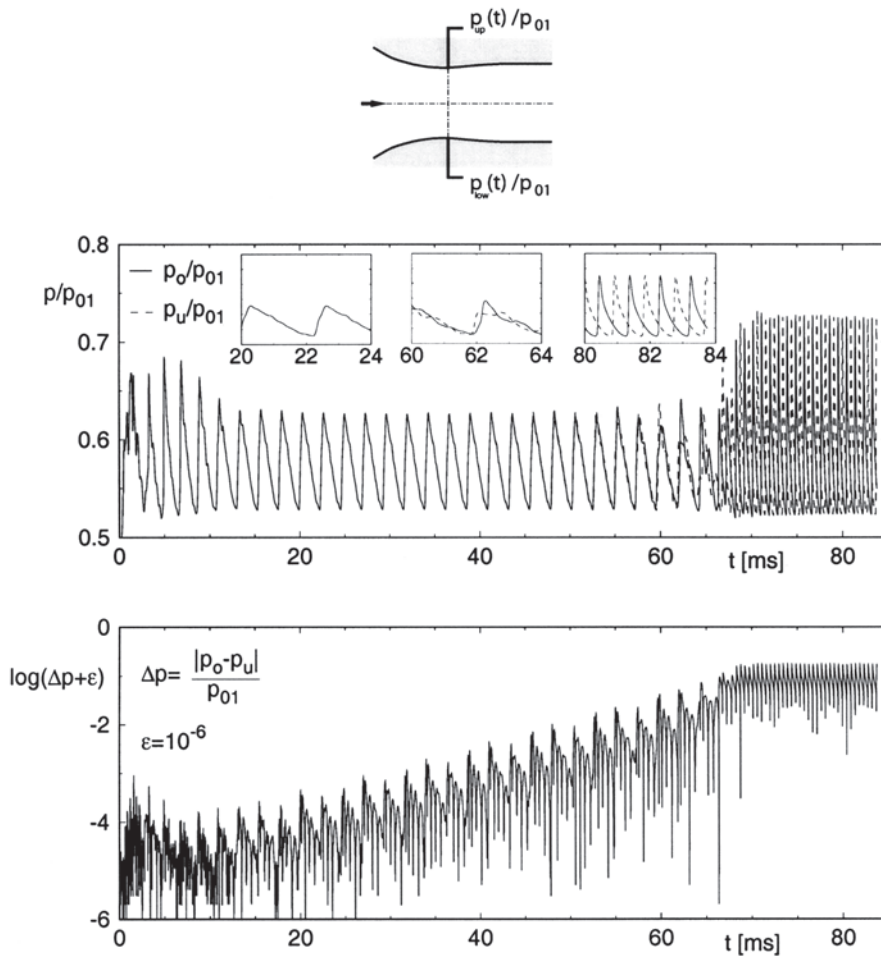 p_up(t)/p_01
p_low(t)/p_01
0.8
p/p_01
0.7
0.6
0.5
p_o/p_01
p_u/p_01
20 22 24
60 62 64
80 82 84
0 20 40 60 t [ms] 80
0
log(Δp+ε)
-2
-4
-6
Δp= |p_o-p_u| / p_01
ε=10^-6
0 20 40 60 t [ms] 80